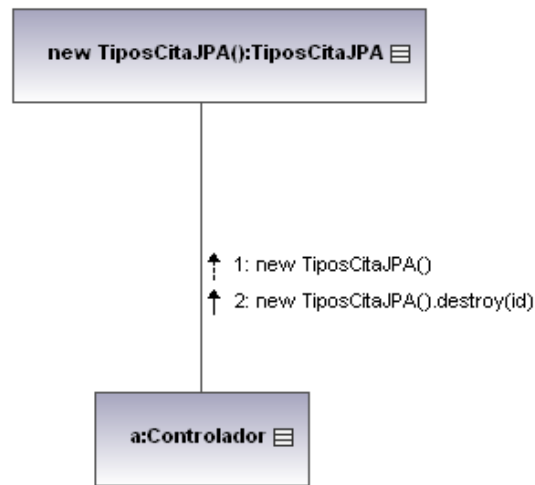 new TiposCitaJPA():TiposCitaJPA
1: new TiposCitaJPA()
2: new TiposCitaJPA().destroy(id)
a:Controlador